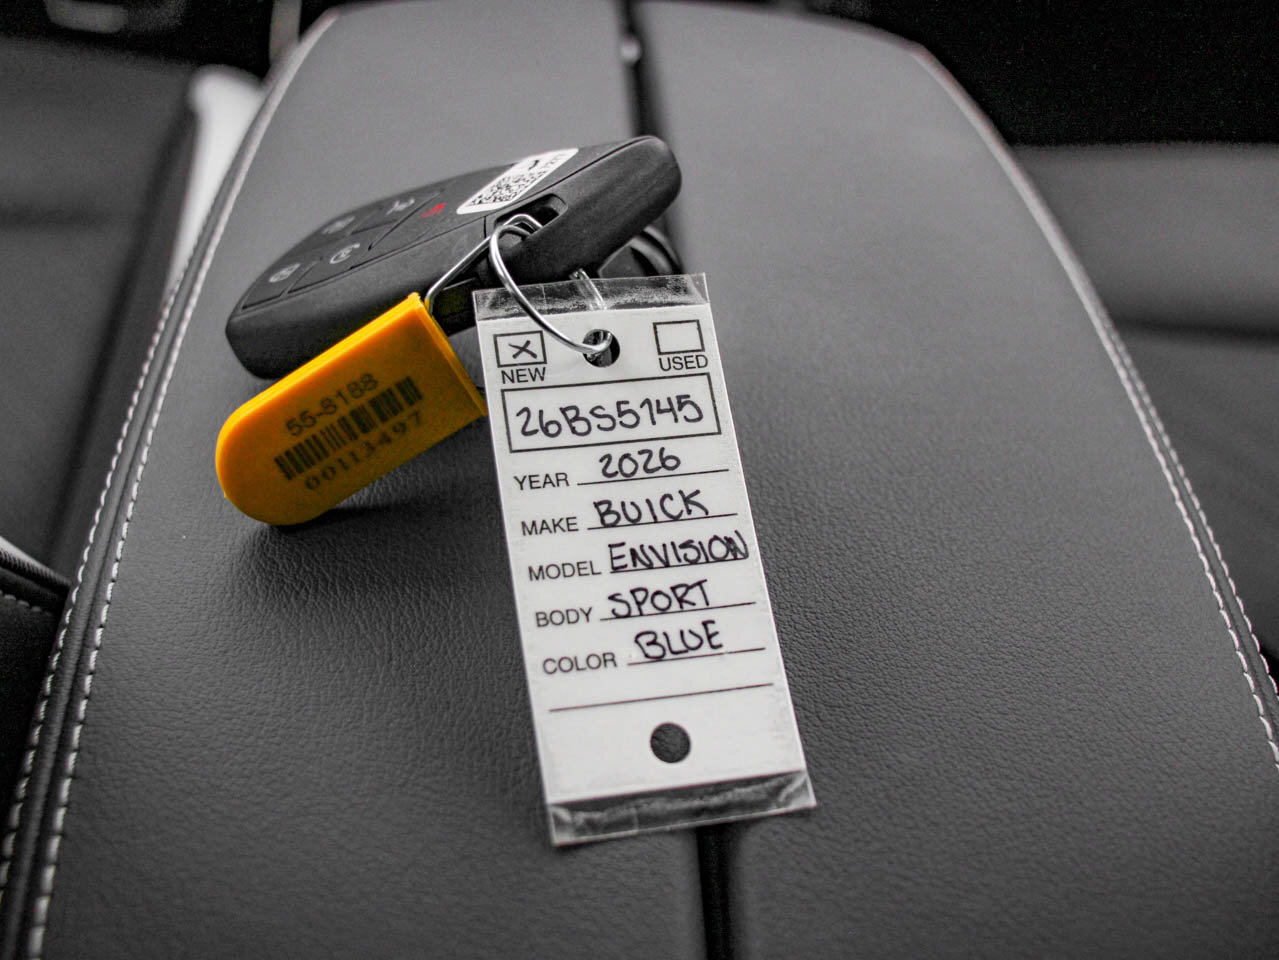 NEW USED
26BS5145
YEAR 2026
MAKE BUICK
MODEL ENVISION
BODY SPORT
COLOR BLUE
55-8188
00113497